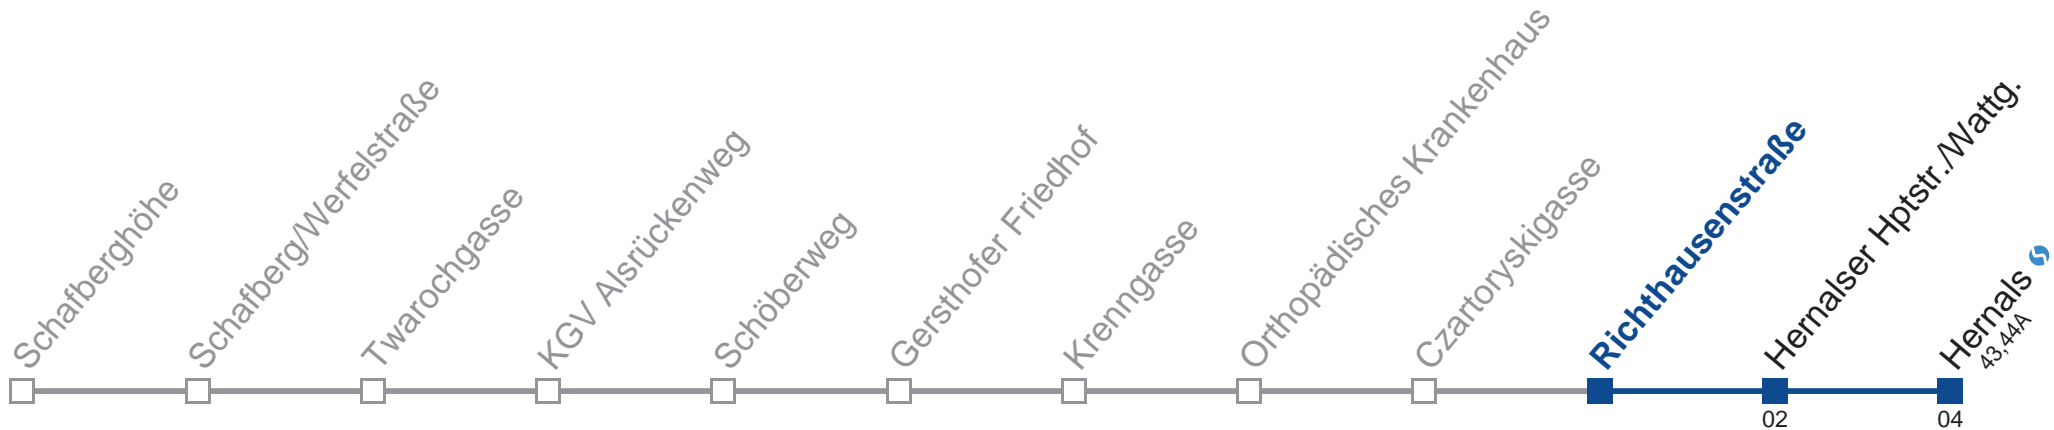 Schafberghöhe
Schafberg/Werfelstraße
Twarochgasse
KGV Alsrückenweg
Schöberweg
Gersthofer Friedhof
Krenngasse
Orthopädisches Krankenhaus
Czartoryskigasse
Richthausenstraße
Hernalser Hptstr./Wattg.
Hernals
43,44A
02
04